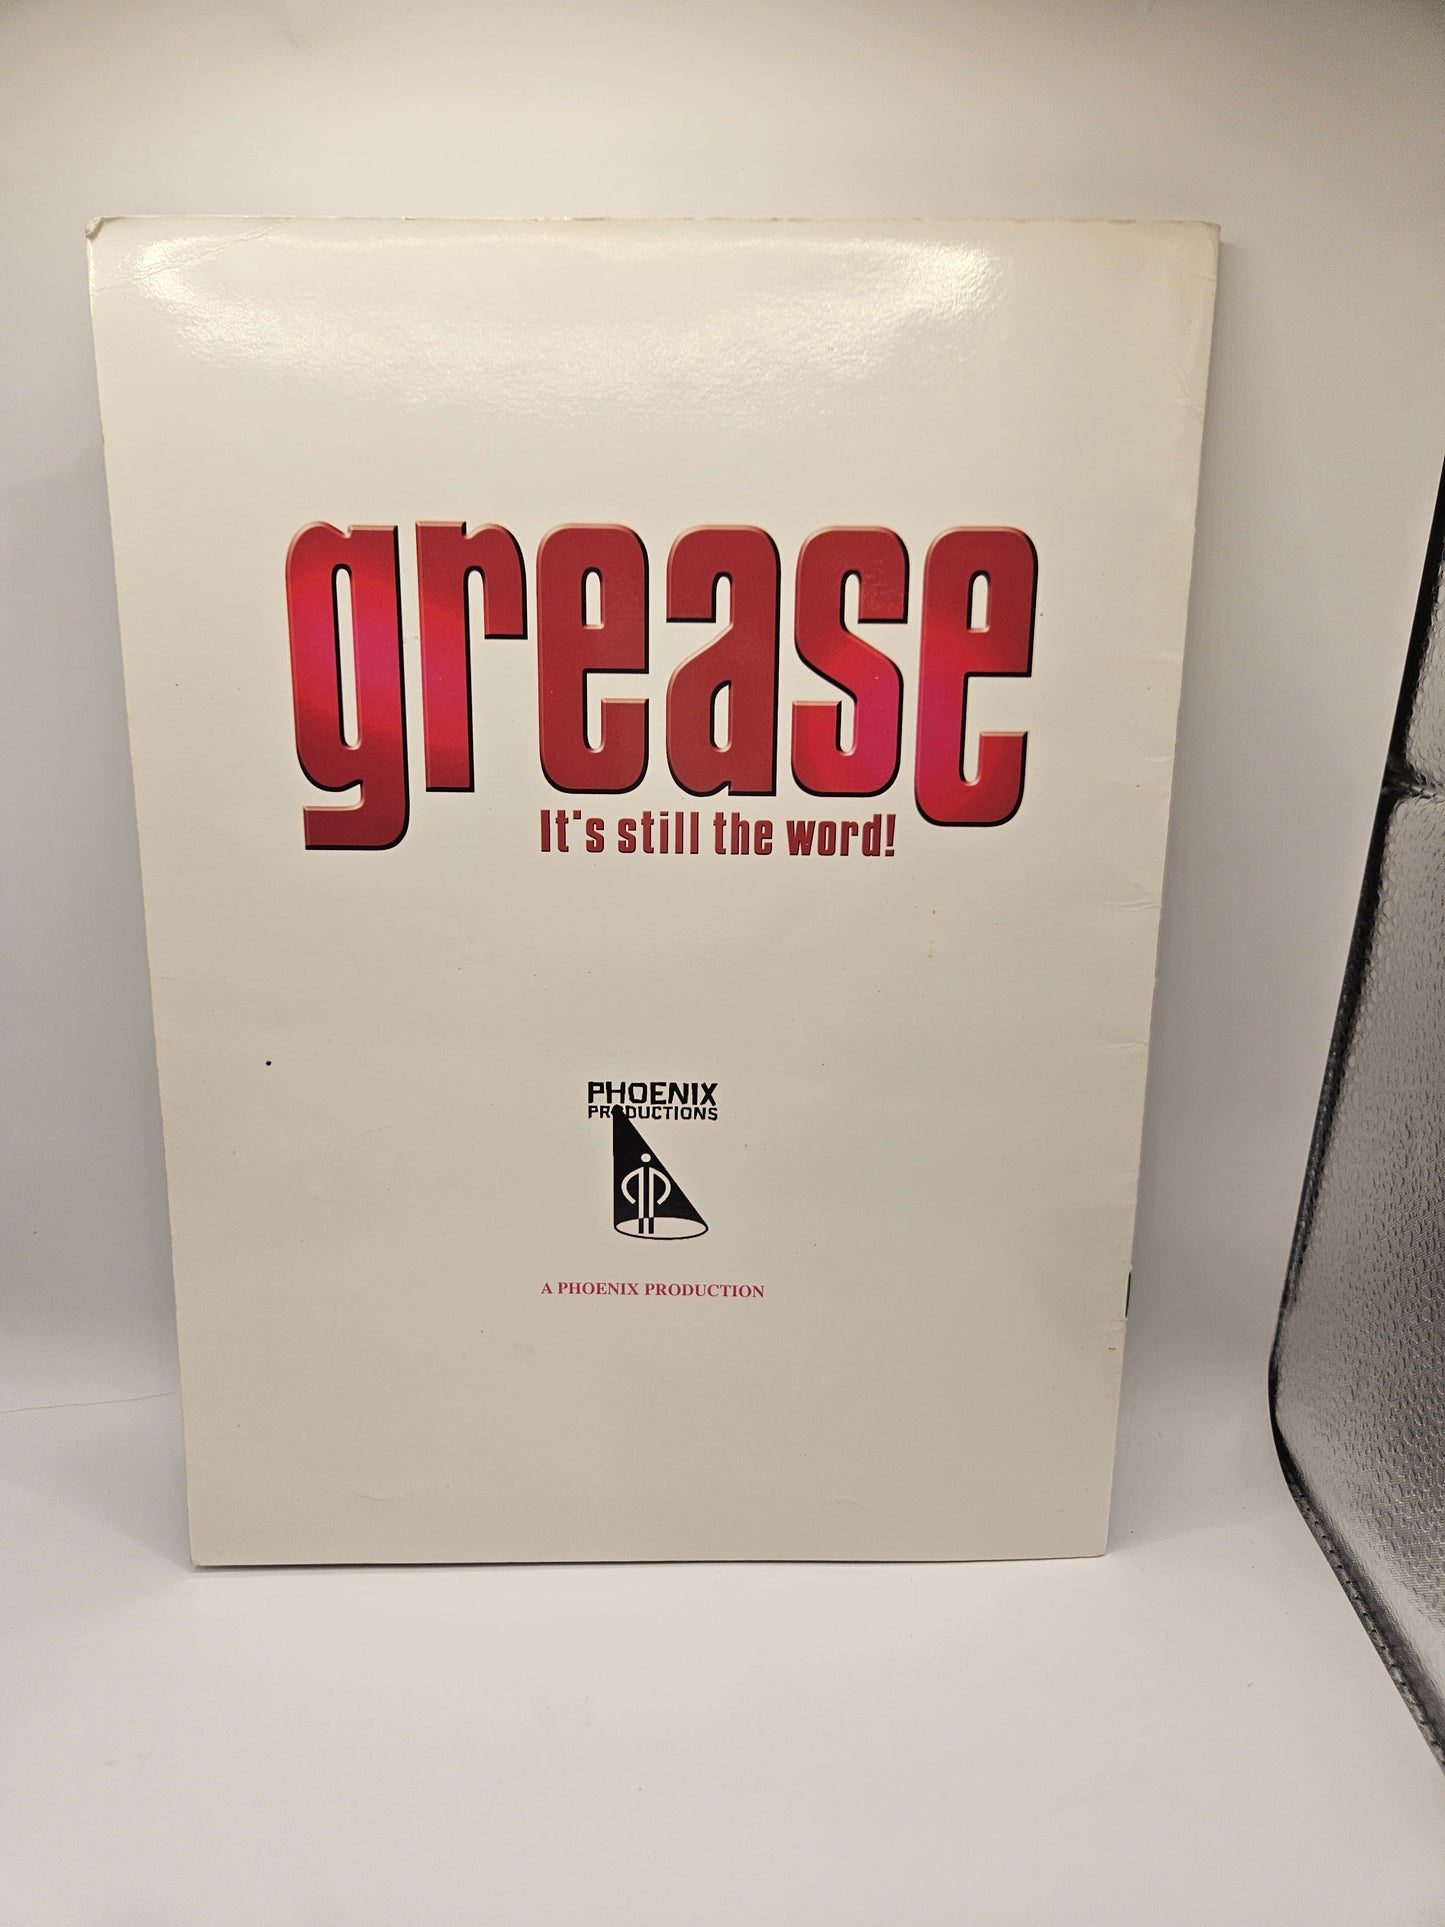 grease
It's still the word!
PHOENIX
PRODUCTIONS
A PHOENIX PRODUCTION